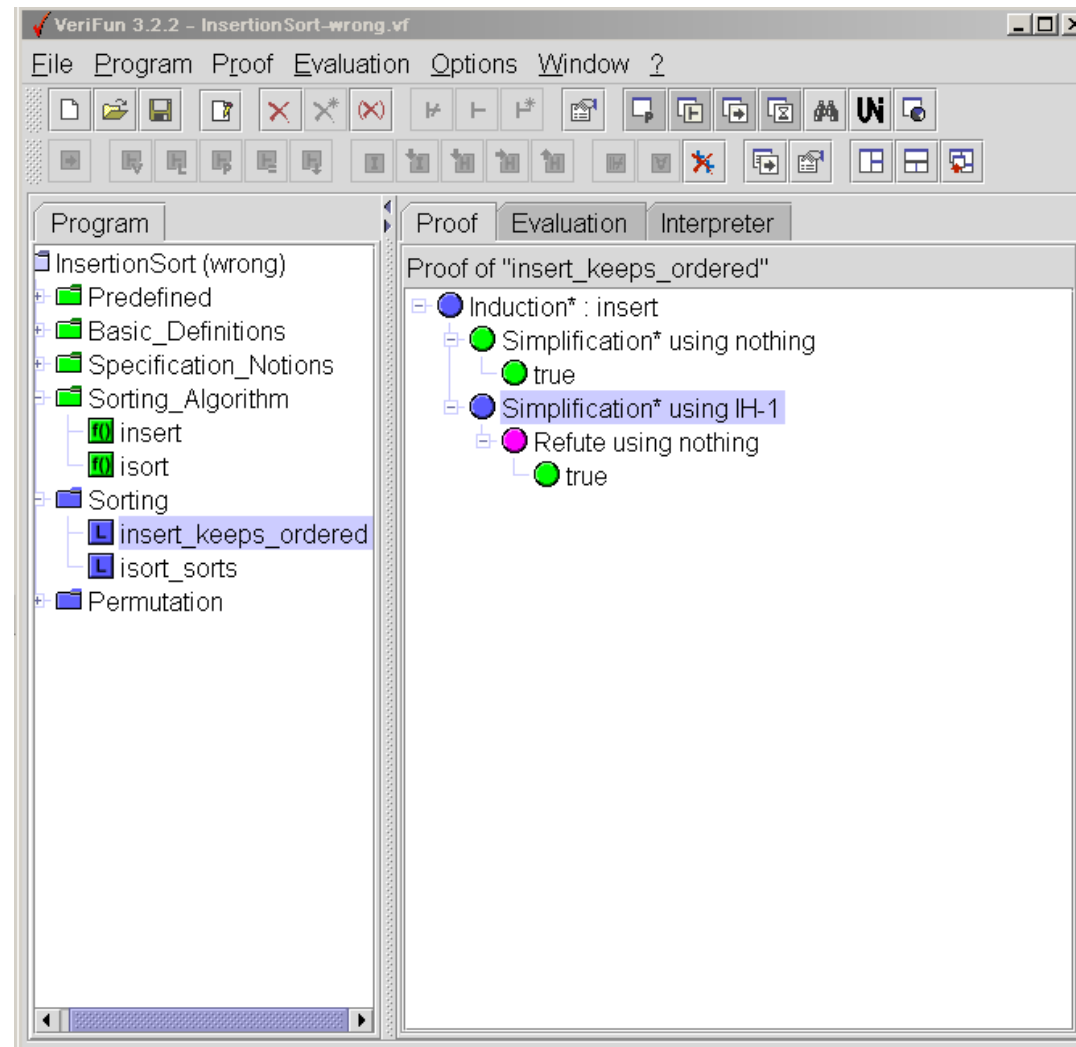 VeriFun 3.2.2 – InsertionSort-wrong.vf
File Program Proof Evaluation Options Window ?
Program
InsertionSort (wrong)
Predefined
Basic_Definitions
Specification_Notions
Sorting_Algorithm
insert
isort
Sorting
insert_keeps_ordered
isort_sorts
Permutation
Proof Evaluation Interpreter
Proof of "insert_keeps_ordered"
Induction* : insert
Simplification* using nothing
true
Simplification* using IH-1
Refute using nothing
true